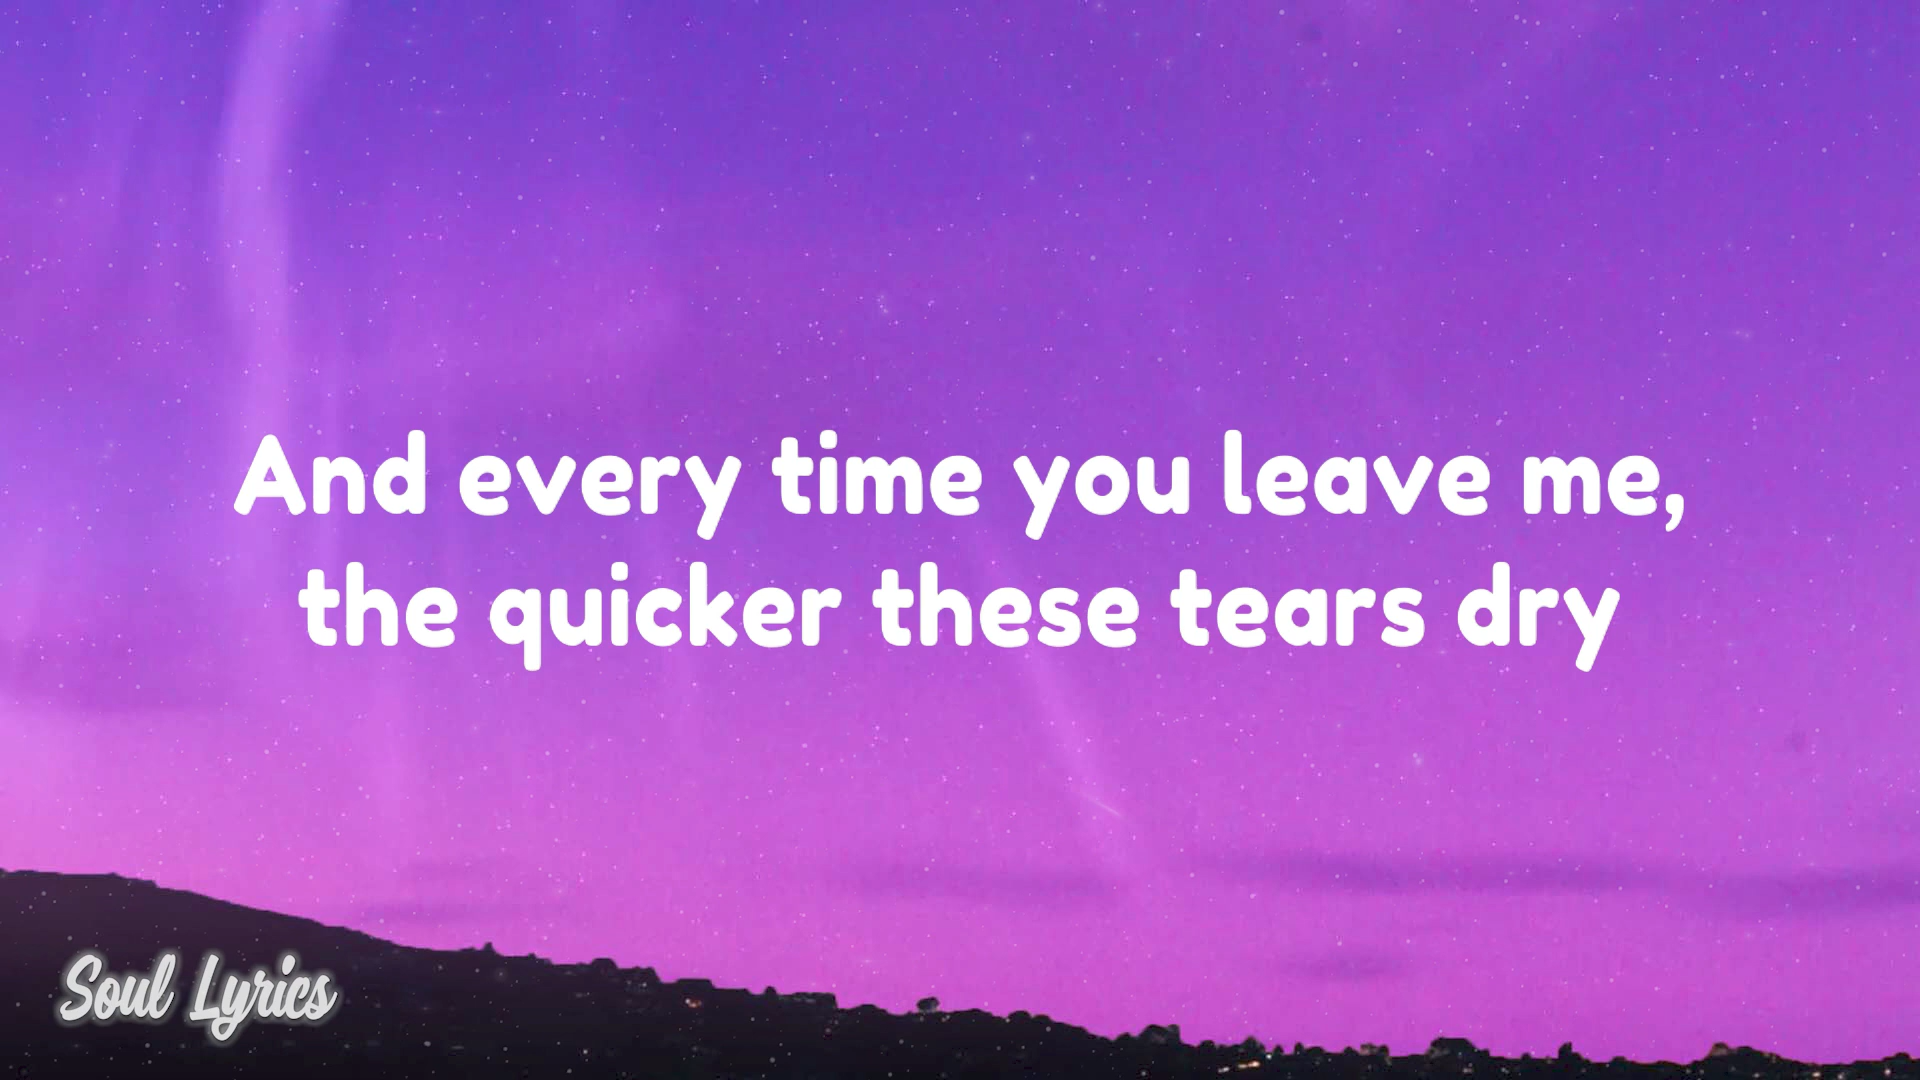 And every time you leave me,
the quicker these tears dry
Soul Lyrics